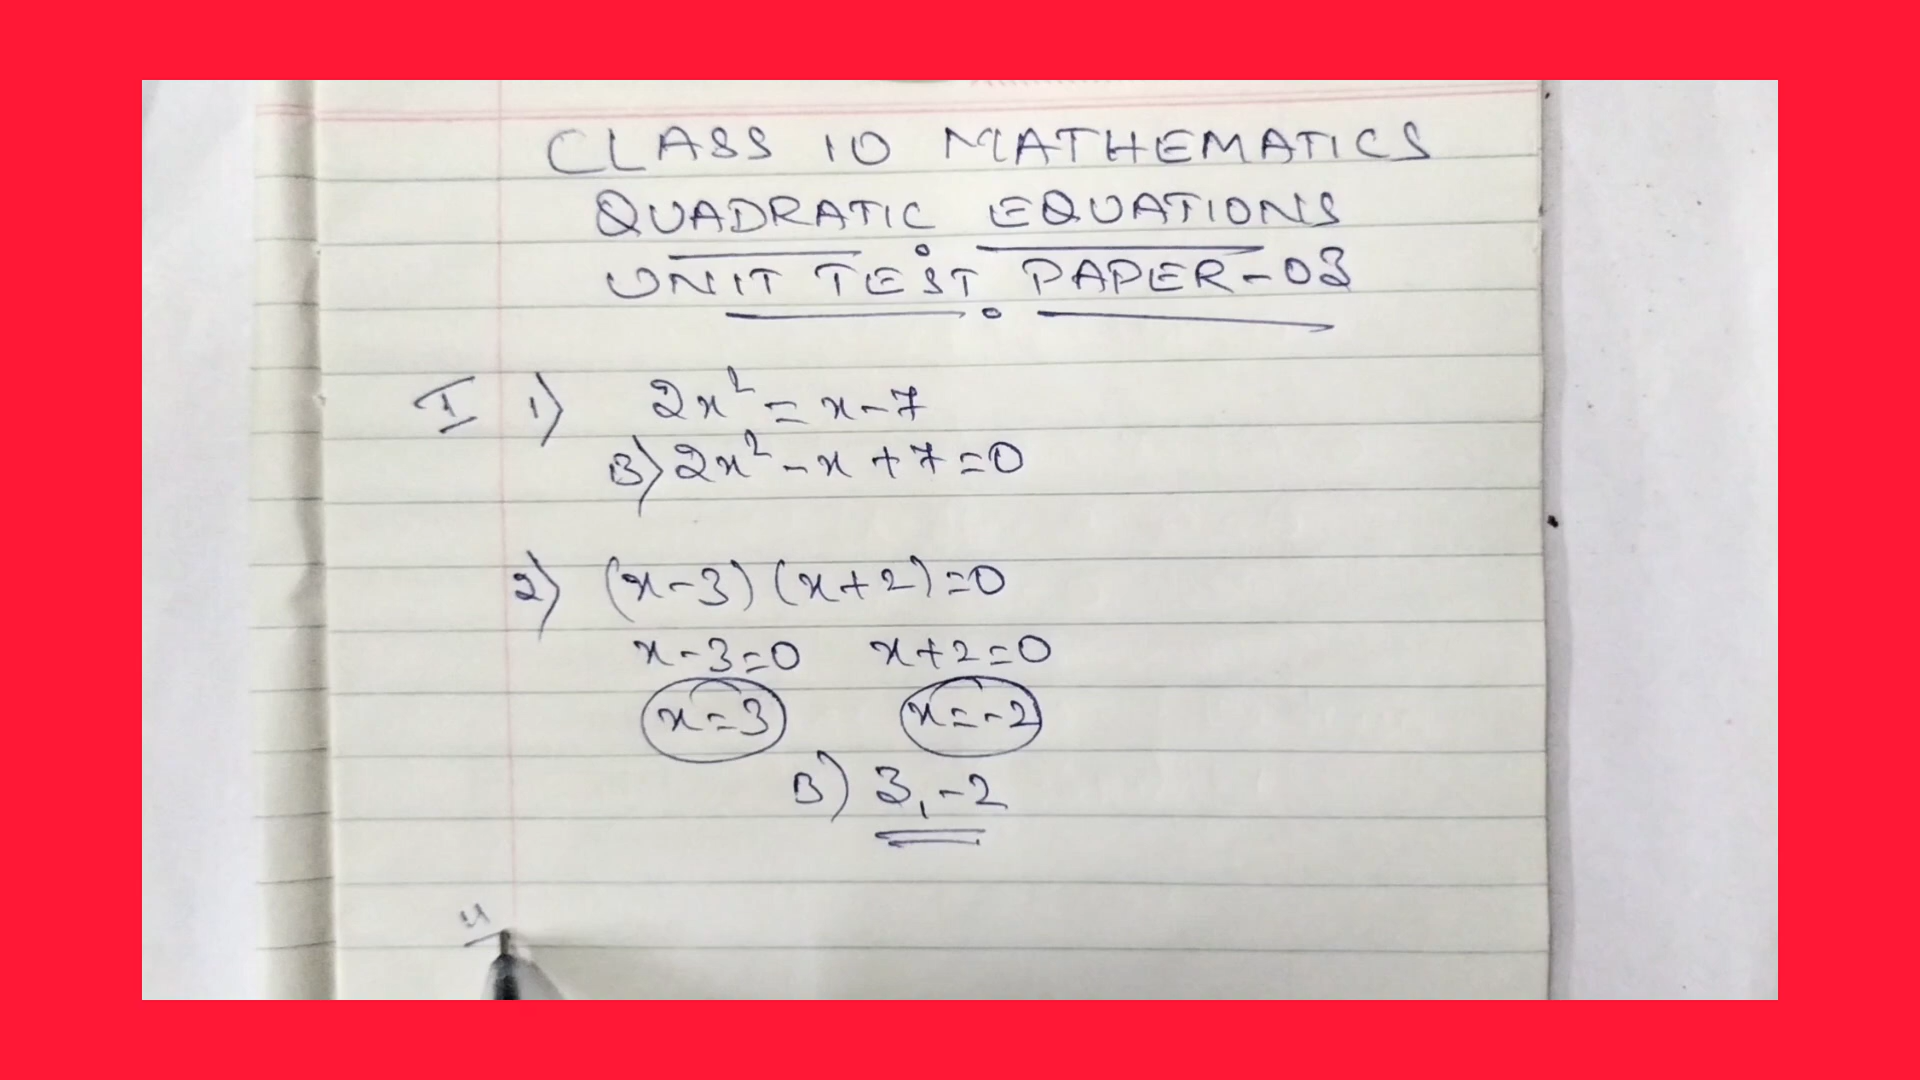 CLASS 10 MATHEMATICS
QUADRATIC EQUATIONS
UNIT TEST PAPER-03
I 1) 2x² = x-7
B) 2x² - x + 7 = 0
2) (x-3) (x+2) = 0
x-3=0 x+2=0
x=3 x=-2
B) 3,-2